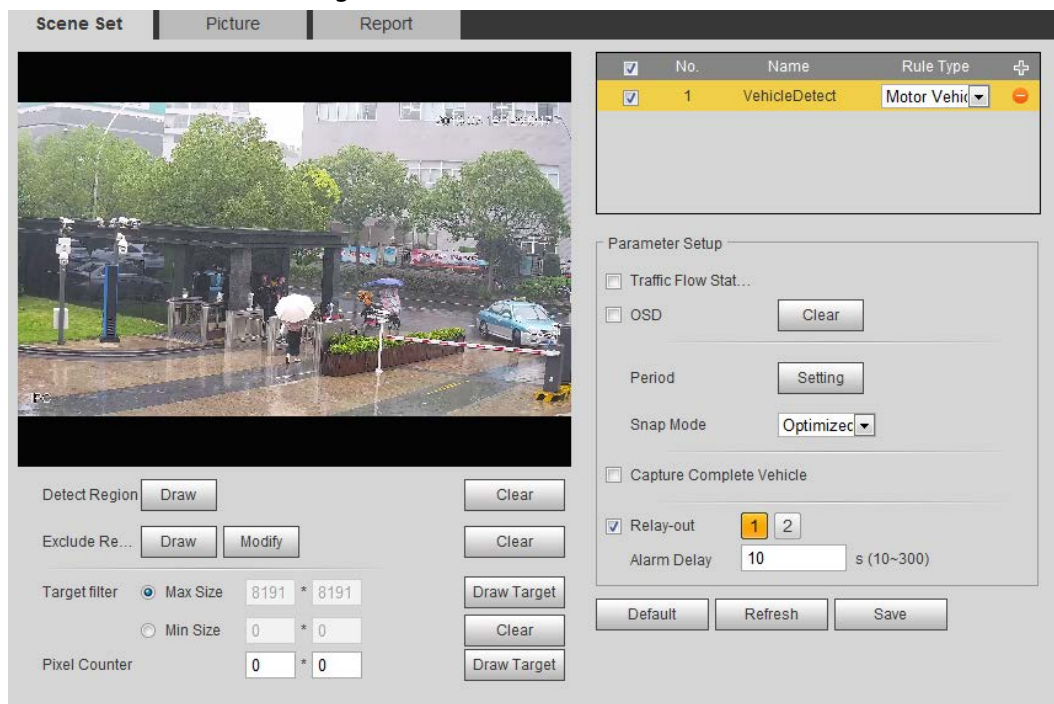 Scene Set Picture Report
No. Name Rule Type
1 VehicleDetect Motor Vehic
Parameter Setup
Traffic Flow Stat...
OSD Clear
Period Setting
Snap Mode Optimizec
Capture Complete Vehicle
Relay-out 1 2
Alarm Delay 10 s (10~300)
Default Refresh Save
Detect Region Draw Clear
Exclude Re... Draw Modify Clear
Target filter Max Size 8191 * 8191 Draw Target
Min Size 0 * 0 Clear
Pixel Counter 0 * 0 Draw Target